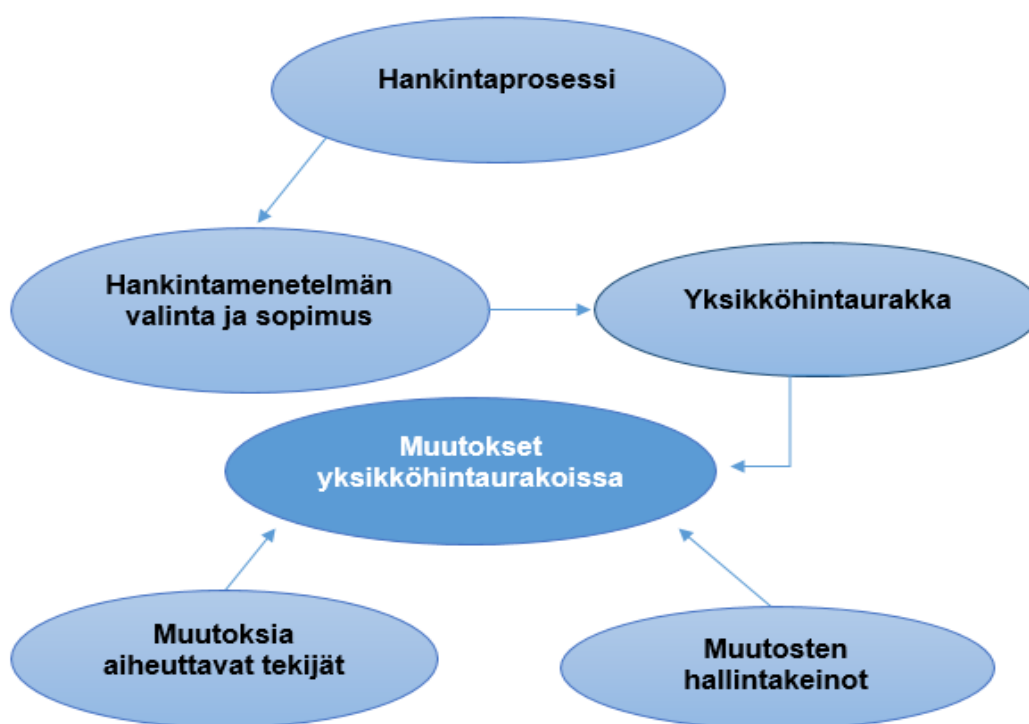 Hankintaprosessi
Hankintamenetelmän
valinta ja sopimus
Yksikköhintaurakka
Muutokset
yksikköhintaurakoissa
Muutoksia
aiheuttavat tekijät
Muutosten
hallintakeinot